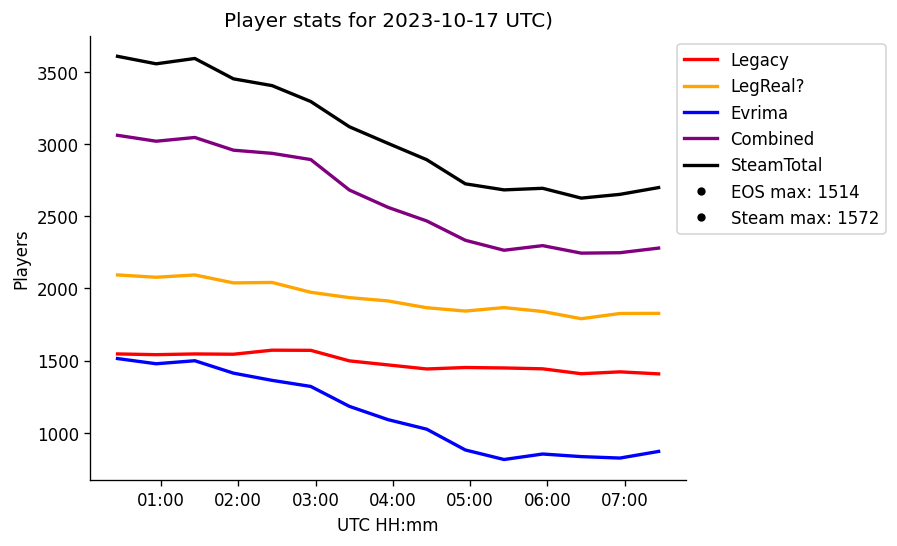 Player stats for 2023-10-17 UTC)
Legacy
LegReal?
Evrima
Combined
SteamTotal
EOS max: 1514
Steam max: 1572
3500
3000
2500
2000
1500
1000
Players
01:00 02:00 03:00 04:00 05:00 06:00 07:00
UTC HH:mm